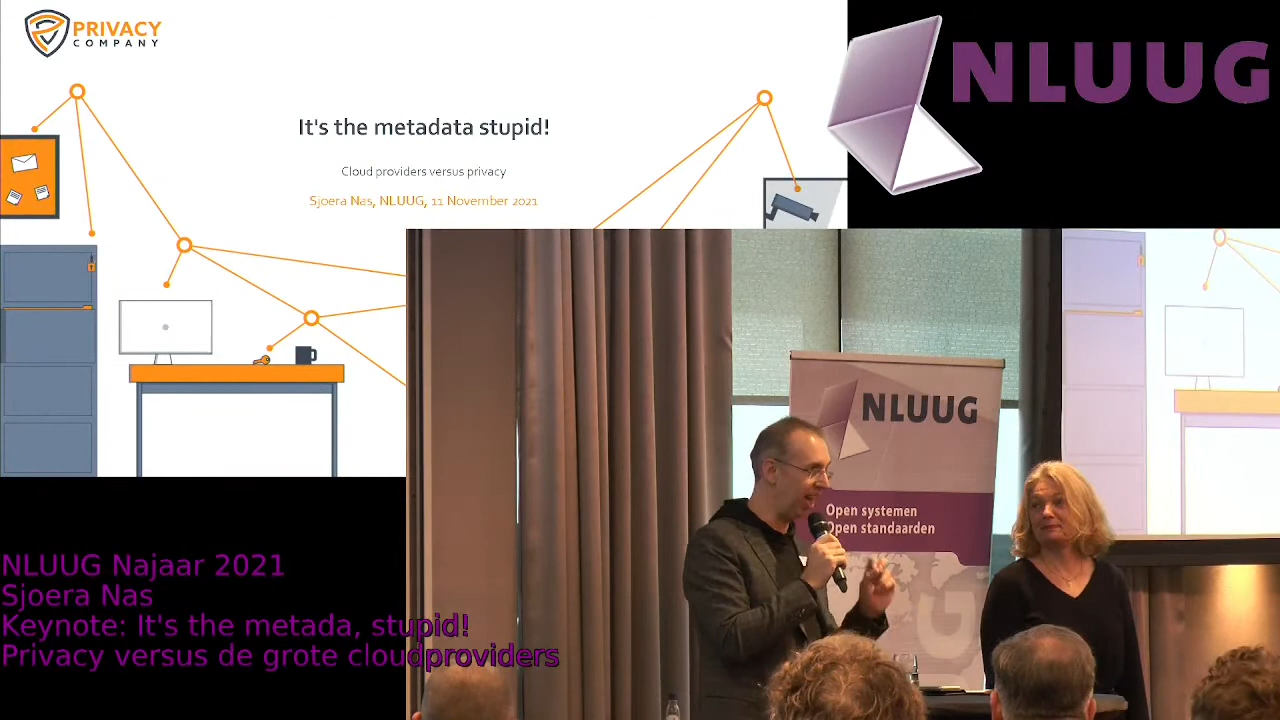 PRIVACY
COMPANY
NLUUG
It's the metadata stupid!
Cloud providers versus privacy
Sjoera Nas, NLUUG, 11 November 2021
NLUUG
Open systemen
Open standaarden
NLUUG Najaar 2021
Sjoera Nas
Keynote: It's the metada, stupid!
Privacy versus de grote cloudproviders